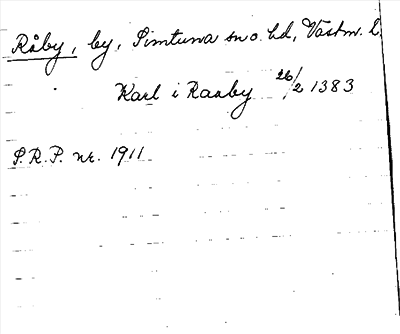 Råby, by, Simtuna sn o. hd, Västm. l.
Karl i Raaby 26/2 1383
S.R.P. nr. 1911